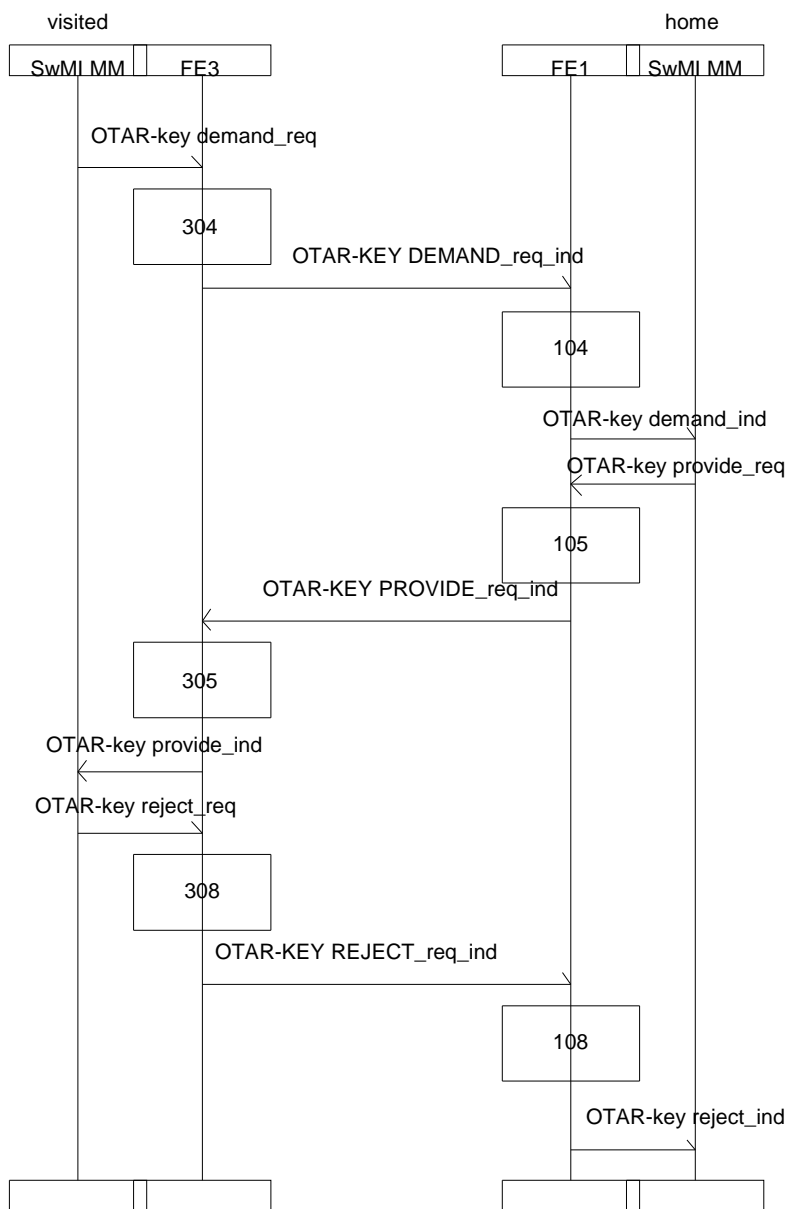 visited home
SwMI MM FE3 FE1 SwMI MM
OTAR-key demand_req
304
OTAR-KEY DEMAND_req_ind
104
OTAR-key demand_ind
OTAR-key provide_req
105
OTAR-KEY PROVIDE_req_ind
305
OTAR-key provide_ind
OTAR-key reject_req
308
OTAR-KEY REJECT_req_ind
108
OTAR-key reject_ind